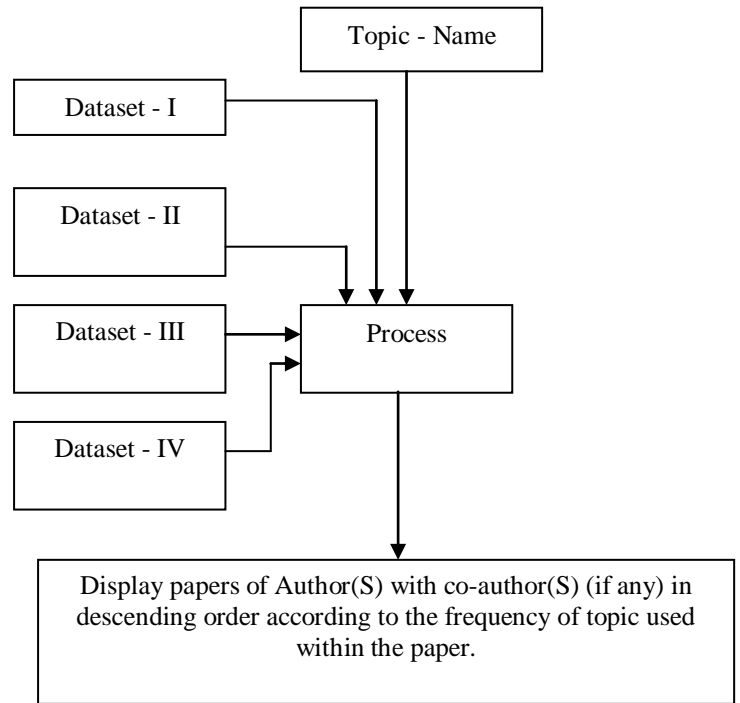 Topic - Name
Dataset - I
Dataset - II
Dataset - III
Process
Dataset - IV
Display papers of Author(S) with co-author(S) (if any) in
descending order according to the frequency of topic used
within the paper.